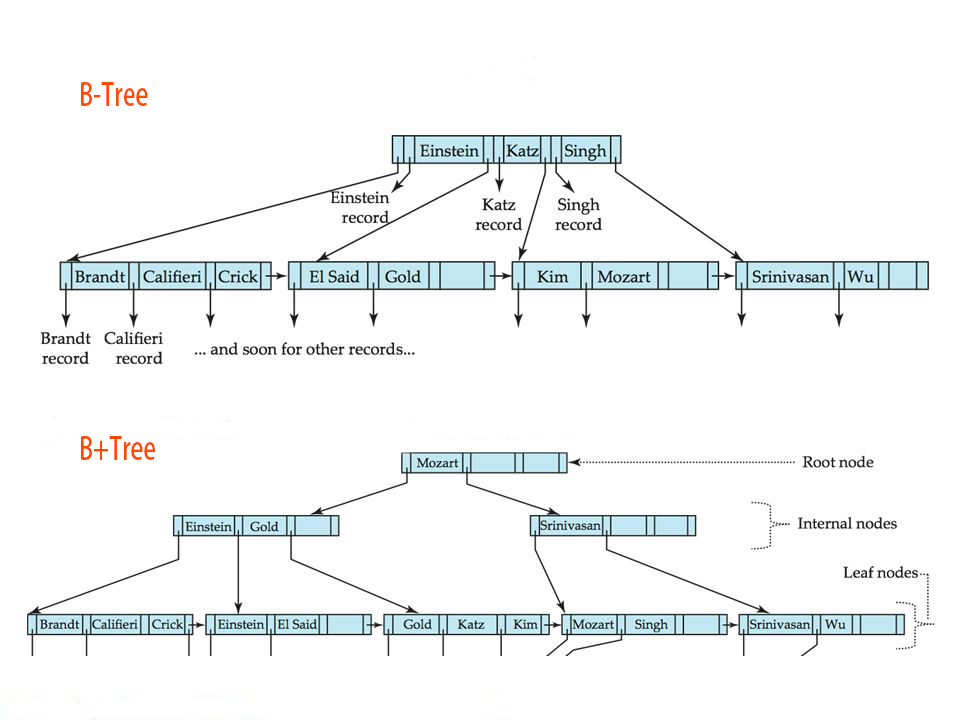 B-Tree
Einstein Katz Singh
Einstein record
Katz record
Singh record
Brandt Califieri Crick El Said Gold Kim Mozart Srinivasan Wu
Brandt record
Califieri record
... and soon for other records...
B+Tree
Mozart
Root node
Einstein Gold Srinivasan
Internal nodes
Leaf nodes
Brandt Califieri Crick Einstein El Said Gold Katz Kim Mozart Singh Srinivasan Wu